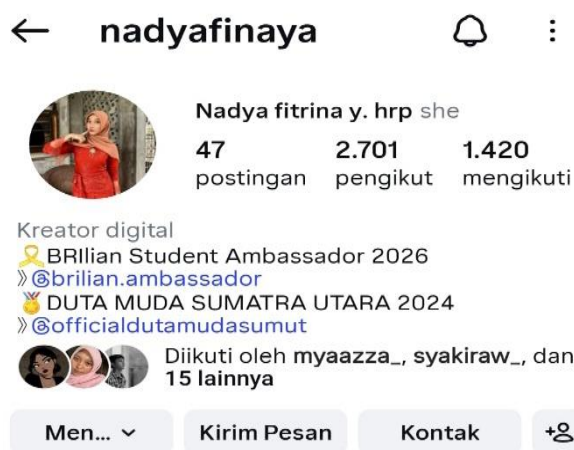 nadyafinaya
Nadya fitrina y. hrp she
47 2.701 1.420
postingan pengikut mengikuti
Kreator digital
🎗️BRIlian Student Ambassador 2026
》@brilian.ambassador
🏅DUTA MUDA SUMATRA UTARA 2024
》@officialdutamudasumut
Diikuti oleh myaazza_, syakiraw_, dan
15 lainnya
Men... Kirim Pesan Kontak